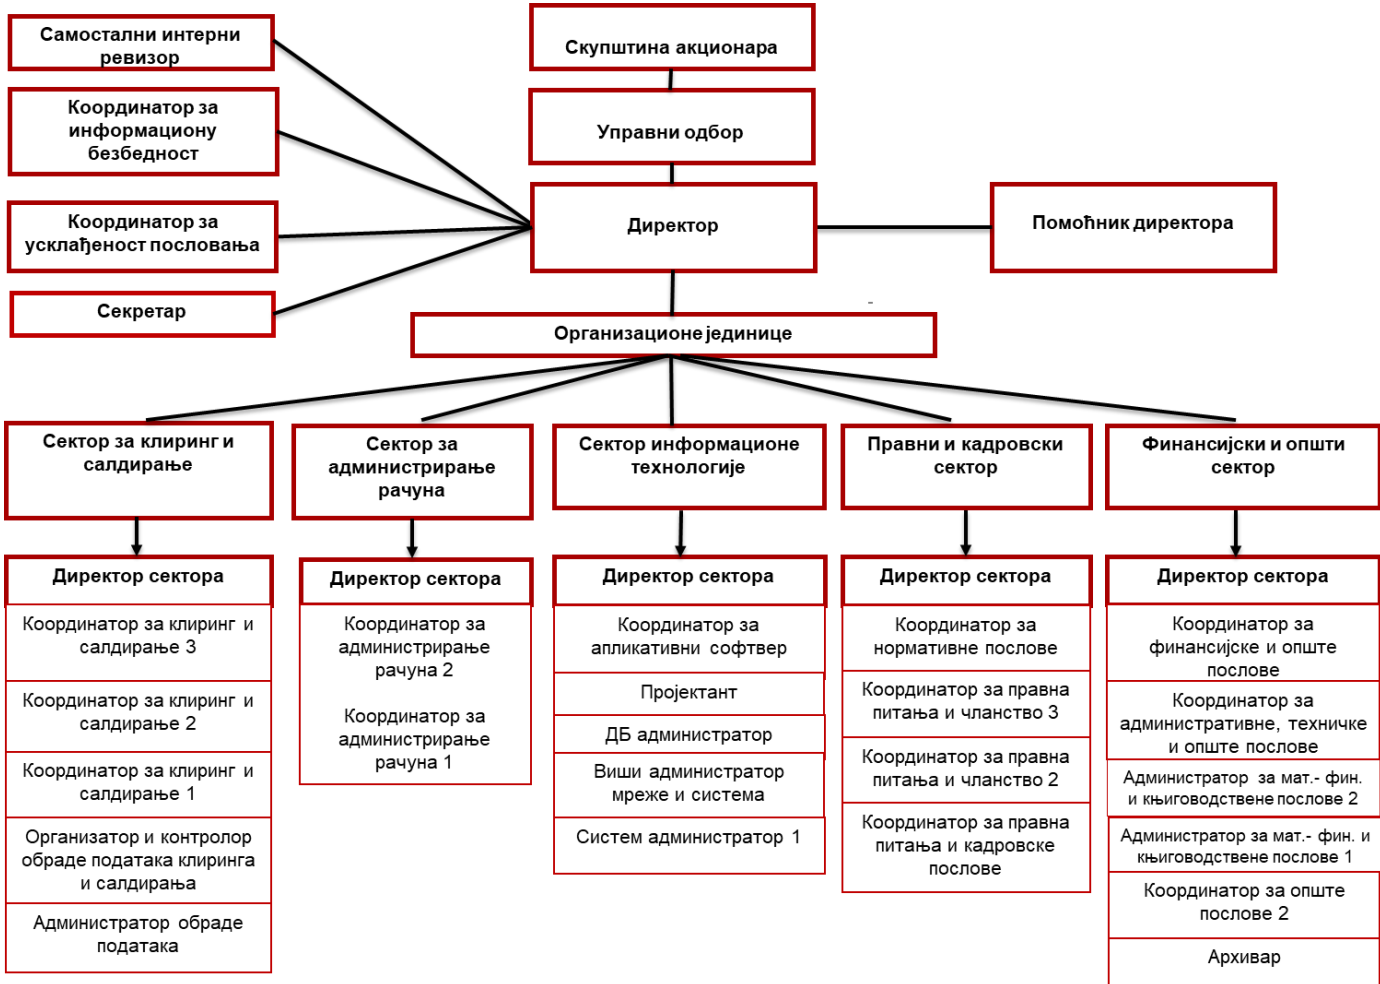 Самостални интерни
ревизор
Координатор за
информациону
безбедност
Координатор за
усклађеност пословања
Секретар
Скупштина акционара
Управни одбор
Директор
Помоћник директора
Организационе јединице
Сектор за клиринг и
салдирање
Директор сектора
Координатор за клиринг и
салдирање 3
Координатор за клиринг и
салдирање 2
Координатор за клиринг и
салдирање 1
Организатор и контролор
обраде података клиринга
и салдирања
Администратор обраде
података
Сектор за
администрирање
рачуна
Директор сектора
Координатор за
администрирање
рачуна 2
Координатор за
администрирање
рачуна 1
Сектор информационе
технологије
Директор сектора
Координатор за
апликативни софтвер
Пројектант
ДБ администратор
Виши администратор
мреже и система
Систем администратор 1
Правни и кадровски
сектор
Директор сектора
Координатор за
нормативне послове
Координатор за правна
питања и чланство 3
Координатор за правна
питања и чланство 2
Координатор за правна
питања и кадровске
послове
Финансијски и општи
сектор
Директор сектора
Координатор за
финансијске и опште
послове
Координатор за
административне, техничке
и опште послове
Администратор за мат.- фин.
и књиговодствене послове 2
Администратор за мат.- фин. и
књиговодствене послове 1
Координатор за опште
послове 2
Архивар